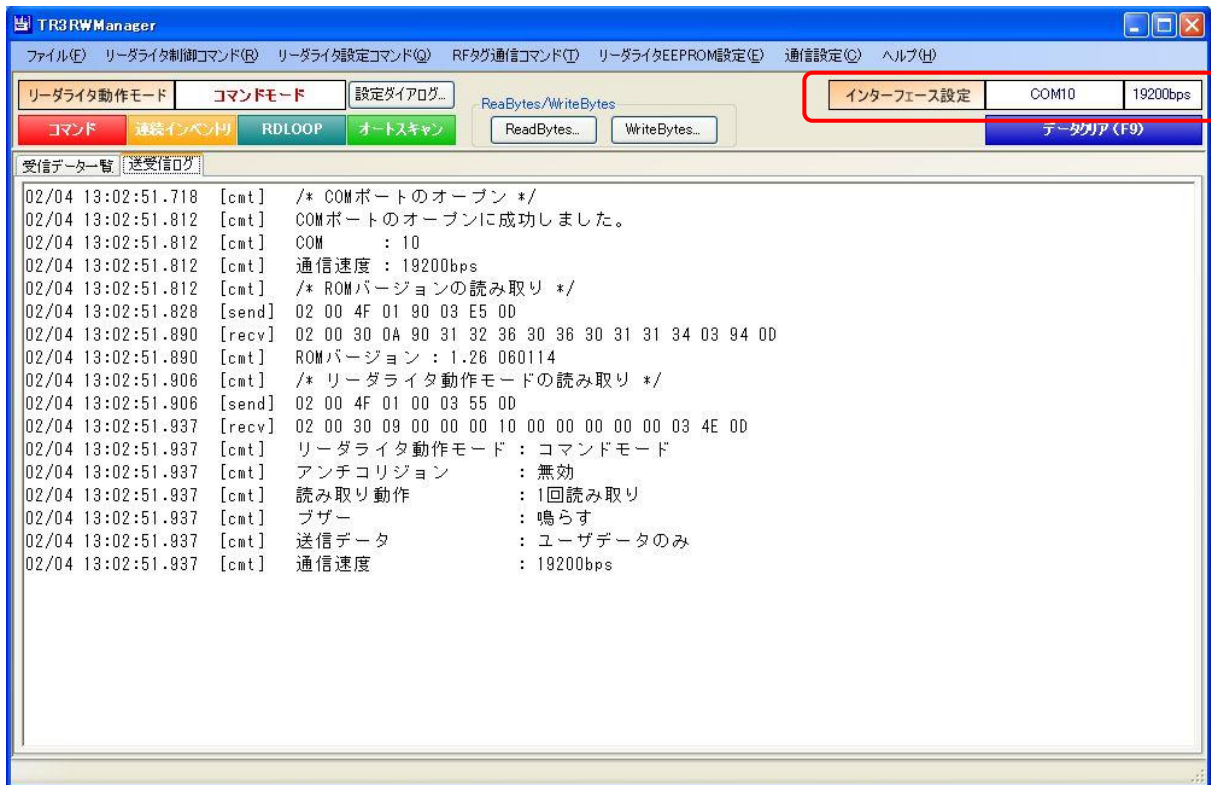 TR3RWManager
ファイル(F) リーダライタ制御コマンド(R) リーダライタ設定コマンド(Q) RFタグ通信コマンド(T) リーダライタEEPROM設定(E) 通信設定(C) ヘルプ(H)
リーダライタ動作モード コマンドモード 設定ダイアログ... ReaBytes/WriteBytes インターフェース設定 COM10 19200bps
コマンド 連続インベントリ RDLOOP オートスキャン ReadBytes... WriteBytes... データクリア(F9)
受信データ一覧 送受信ログ
02/04 13:02:51.718 [cmt] /* COMポートのオープン */
02/04 13:02:51.812 [cmt] COMポートのオープンに成功しました。
02/04 13:02:51.812 [cmt] COM : 10
02/04 13:02:51.812 [cmt] 通信速度 : 19200bps
02/04 13:02:51.812 [cmt] /* ROMバージョンの読み取り */
02/04 13:02:51.828 [send] 02 00 4F 01 90 03 E5 0D
02/04 13:02:51.890 [recv] 02 00 30 0A 90 31 32 36 30 36 30 31 31 34 03 94 0D
02/04 13:02:51.890 [cmt] ROMバージョン : 1.26 060114
02/04 13:02:51.906 [cmt] /* リーダライタ動作モードの読み取り */
02/04 13:02:51.906 [send] 02 00 4F 01 00 03 55 0D
02/04 13:02:51.937 [recv] 02 00 30 09 00 00 00 10 00 00 00 00 00 03 4E 0D
02/04 13:02:51.937 [cmt] リーダライタ動作モード : コマンドモード
02/04 13:02:51.937 [cmt] アンチコリジョン : 無効
02/04 13:02:51.937 [cmt] 読み取り動作 : 1回読み取り
02/04 13:02:51.937 [cmt] ブザー : 鳴らす
02/04 13:02:51.937 [cmt] 送信データ : ユーザデータのみ
02/04 13:02:51.937 [cmt] 通信速度 : 19200bps